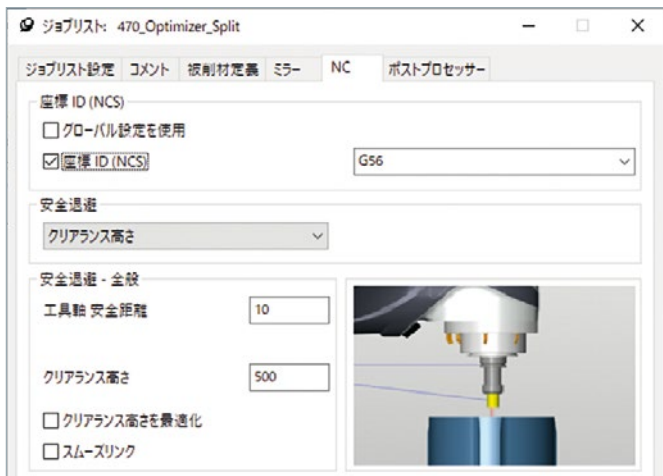 ジョブリスト: 470_Optimizer_Split
ジョブリスト設定 コメント 被削材定義 ミラー NC ポストプロセッサー
座標 ID (NCS)
グローバル設定を使用
座標 ID (NCS) G56
安全退避
クリアランス高さ
安全退避 - 全般
工具軸 安全距離 10
クリアランス高さ 500
クリアランス高さを最適化
スムーズリンク